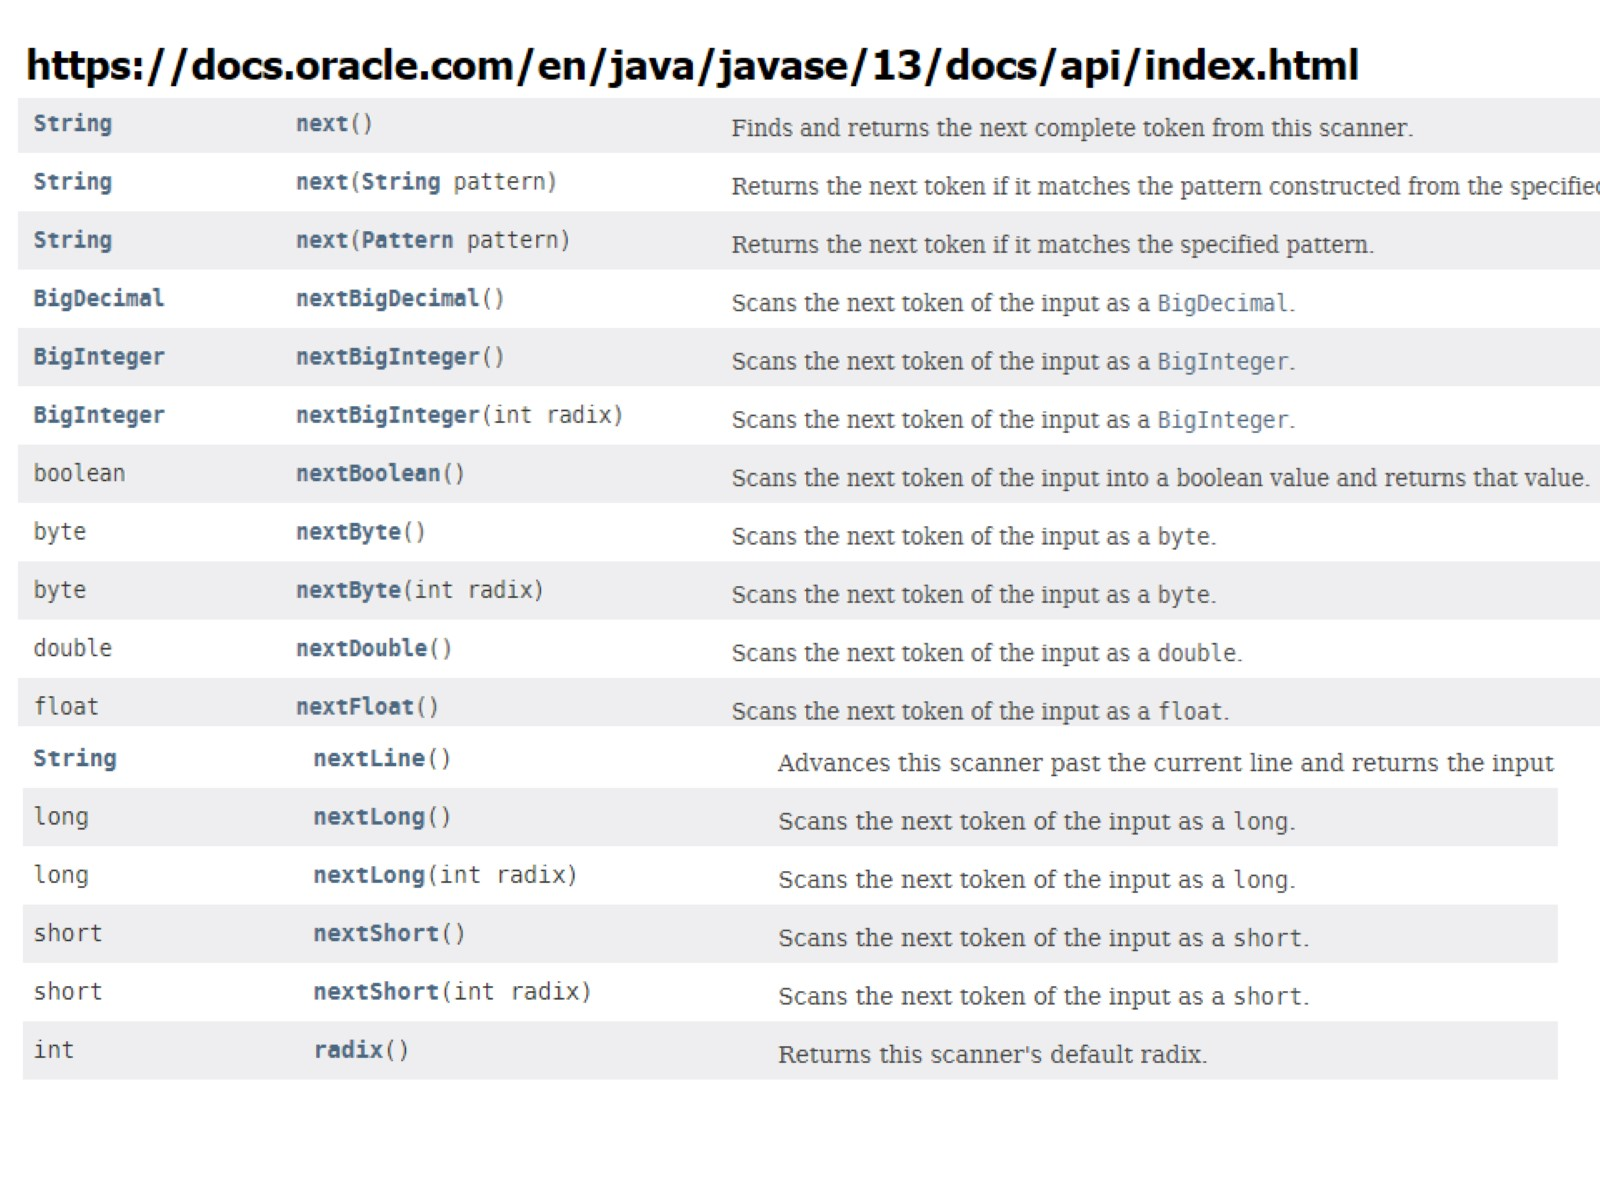 https://docs.oracle.com/en/java/javase/13/docs/api/index.html
String next() Finds and returns the next complete token from this scanner.
String next(String pattern) Returns the next token if it matches the pattern constructed from the specified
String next(Pattern pattern) Returns the next token if it matches the specified pattern.
BigDecimal nextBigDecimal() Scans the next token of the input as a BigDecimal.
BigInteger nextBigInteger() Scans the next token of the input as a BigInteger.
BigInteger nextBigInteger(int radix) Scans the next token of the input as a BigInteger.
boolean nextBoolean() Scans the next token of the input into a boolean value and returns that value.
byte nextByte() Scans the next token of the input as a byte.
byte nextByte(int radix) Scans the next token of the input as a byte.
double nextDouble() Scans the next token of the input as a double.
float nextFloat() Scans the next token of the input as a float.
String nextLine() Advances this scanner past the current line and returns the input
long nextLong() Scans the next token of the input as a long.
long nextLong(int radix) Scans the next token of the input as a long.
short nextShort() Scans the next token of the input as a short.
short nextShort(int radix) Scans the next token of the input as a short.
int radix() Returns this scanner's default radix.